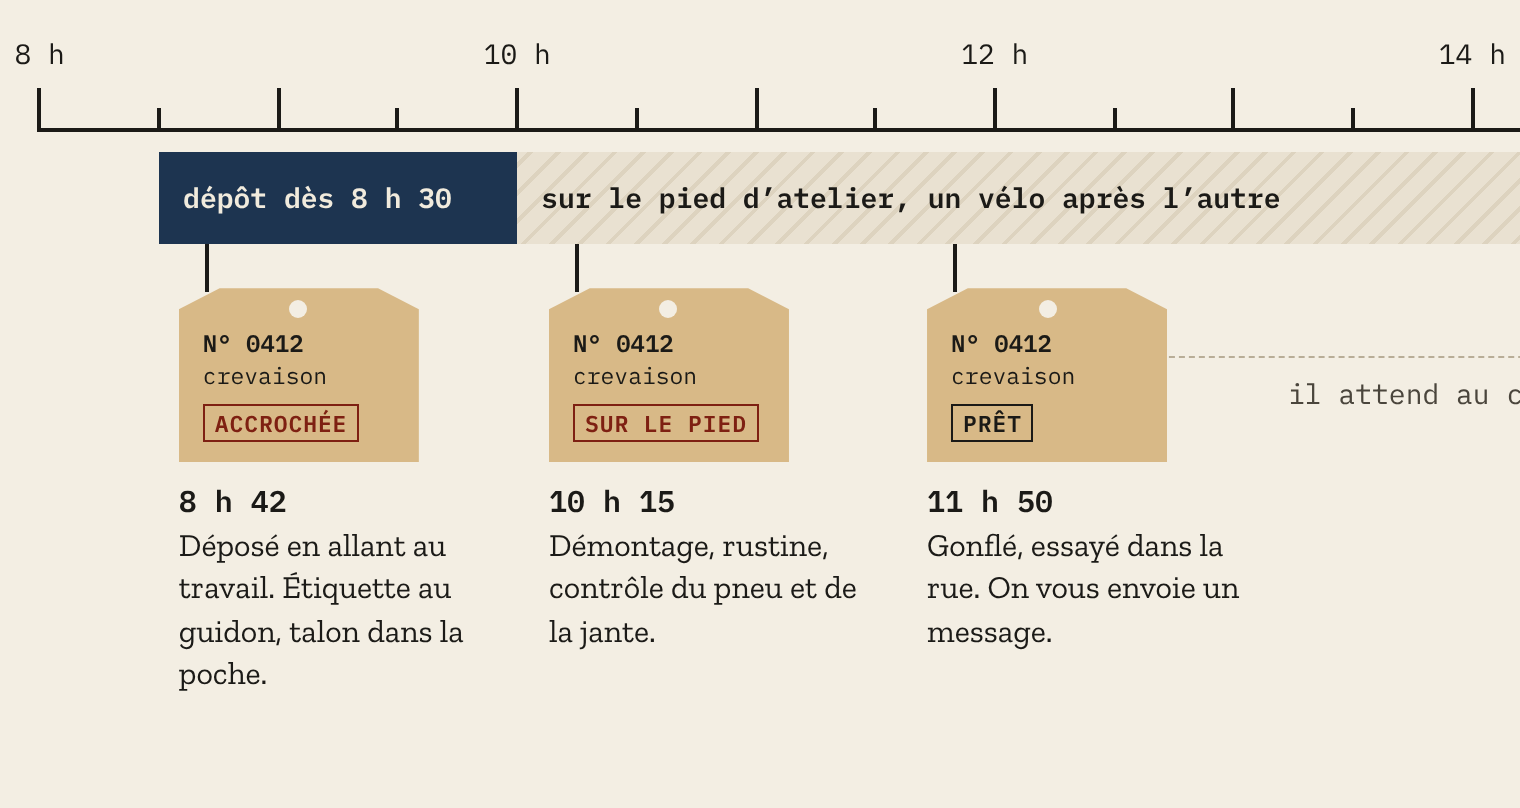 8 h
10 h
12 h
14 h
dépôt dès 8 h 30
sur le pied d’atelier, un vélo après l’autre
N° 0412
crevaison
ACCROCHÉE
8 h 42
Déposé en allant au
travail. Étiquette au
guidon, talon dans la
poche.
N° 0412
crevaison
SUR LE PIED
10 h 15
Démontage, rustine,
contrôle du pneu et de
la jante.
N° 0412
crevaison
PRÊT
11 h 50
Gonflé, essayé dans la
rue. On vous envoie un
message.
il attend au